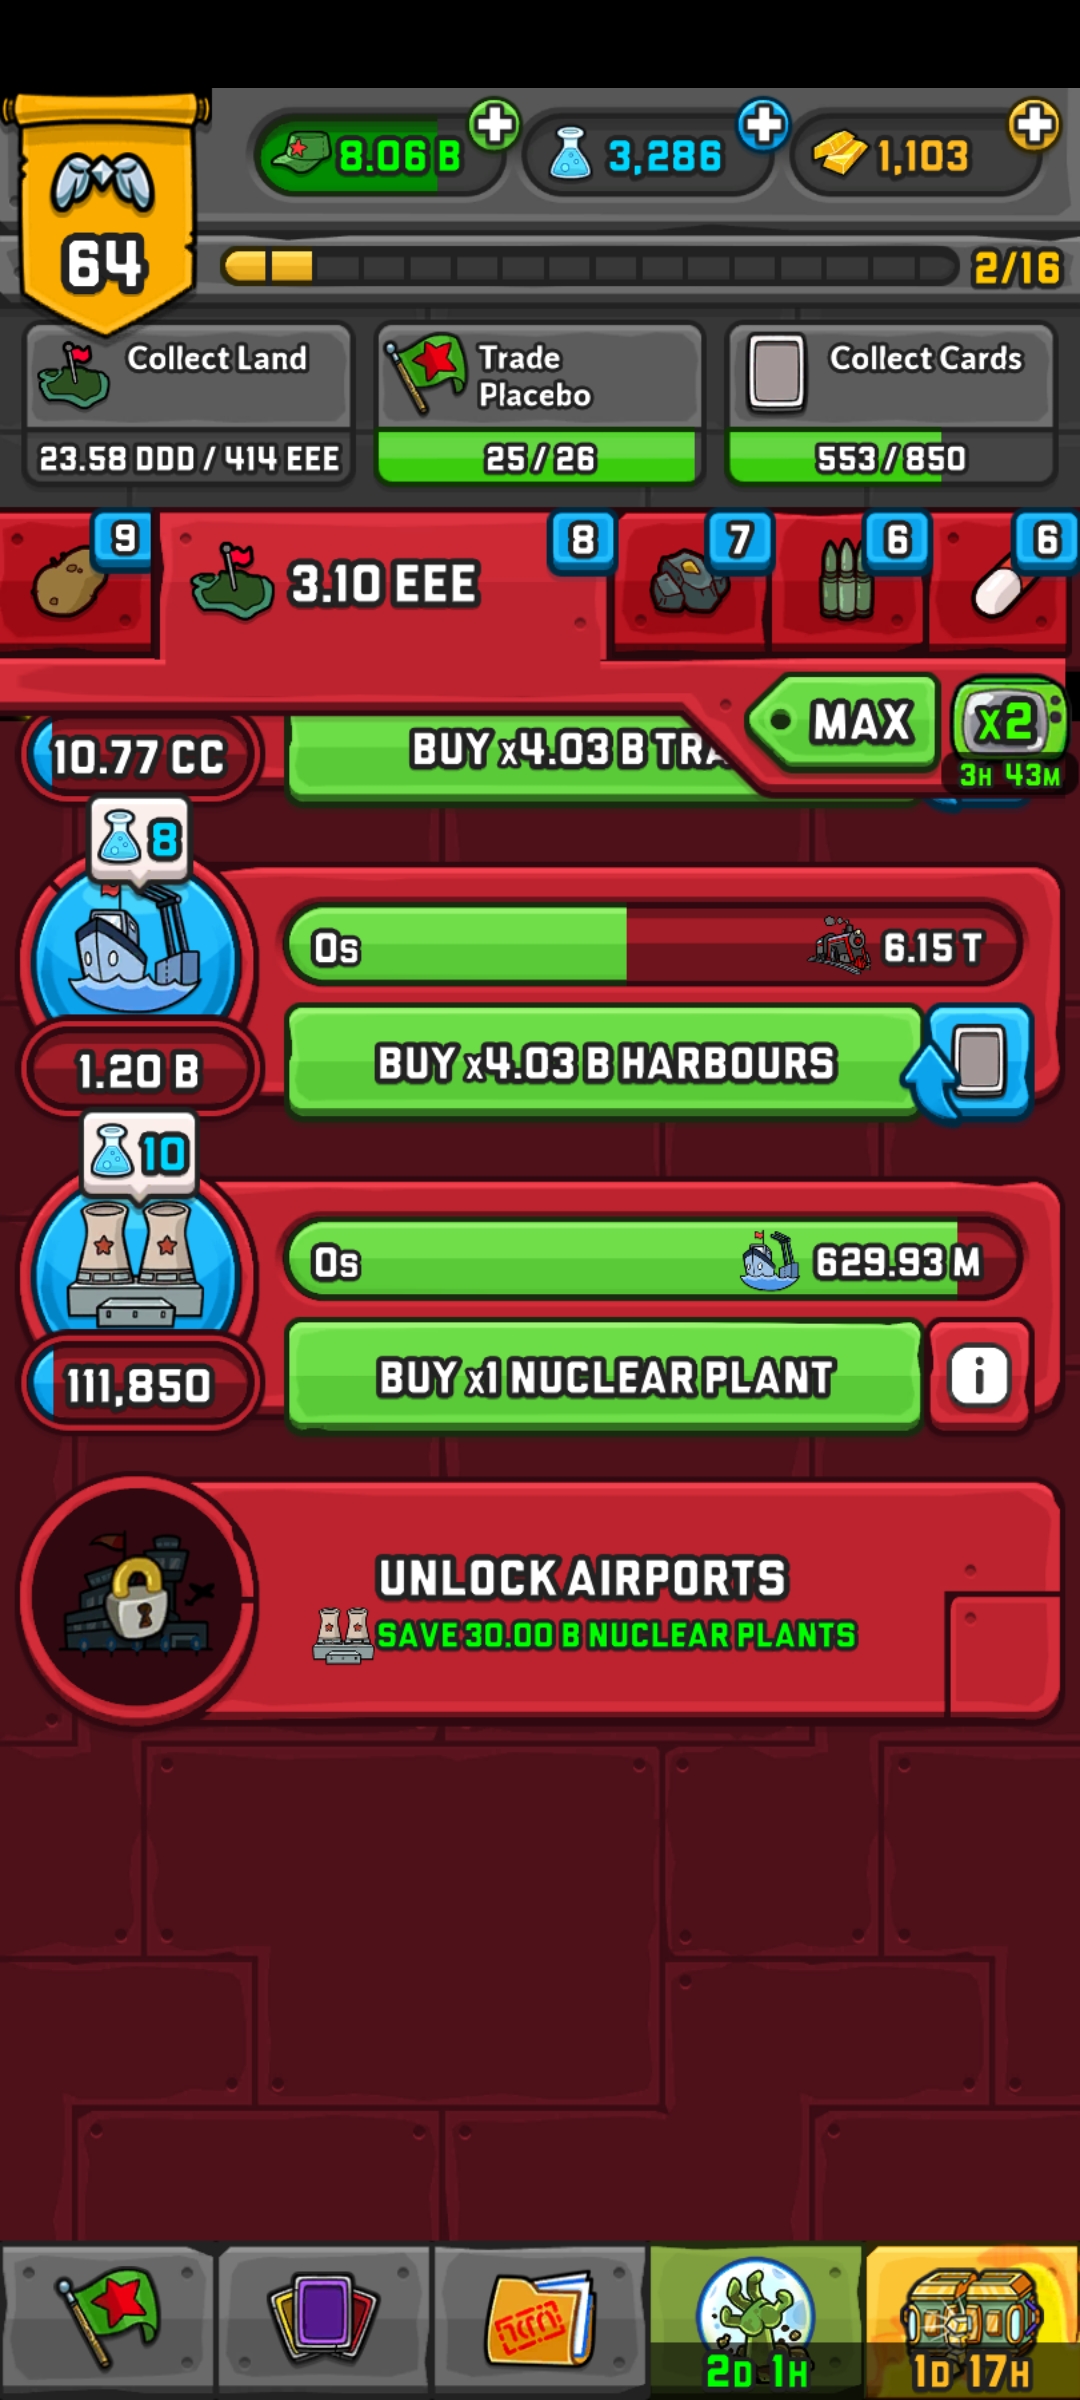 8.06 B
3,286
1,103
64
2/16
Collect Land
23.58 DDD / 414 EEE
Trade
Placebo
25 / 26
Collect Cards
553 / 850
9
3.10 EEE
8
7
6
6
MAX
x2
3H 43M
10.77 CC
BUY x4.03 B TRA
8
0s
6.15 T
1.20 B
BUY x4.03 B HARBOURS
10
0s
629.93 M
111,850
BUY x1 NUCLEAR PLANT
i
UNLOCK AIRPORTS
SAVE 30.00 B NUCLEAR PLANTS
2D 1H
1D 17H